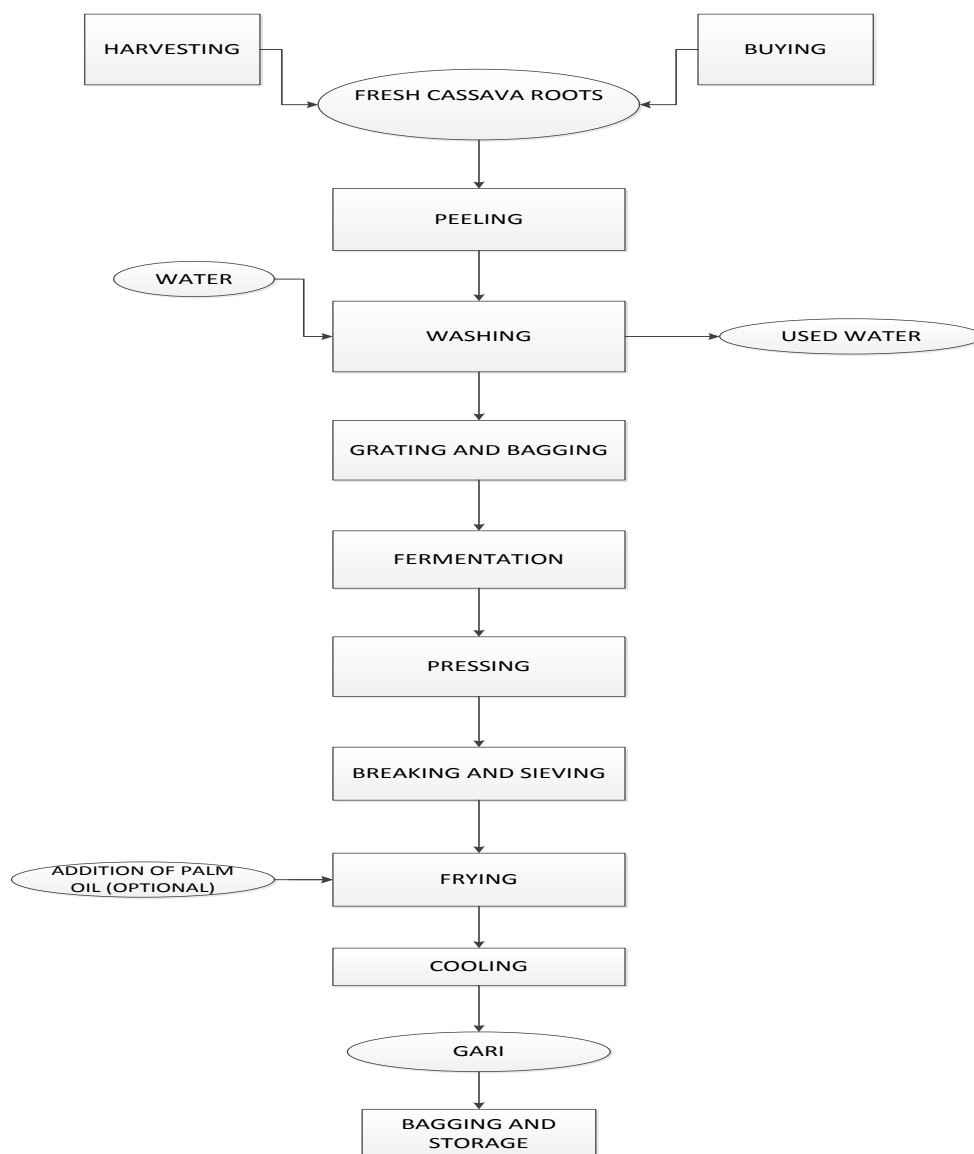 HARVESTING
BUYING
FRESH CASSAVA ROOTS
PEELING
WATER
WASHING
USED WATER
GRATING AND BAGGING
FERMENTATION
PRESSING
BREAKING AND SIEVING
ADDITION OF PALM
OIL (OPTIONAL)
FRYING
COOLING
GARI
BAGGING AND
STORAGE